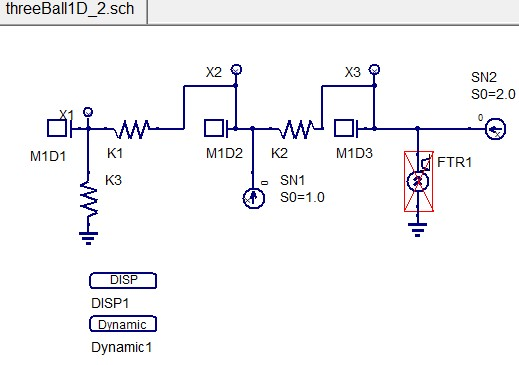 threeBall1D_2.sch
X2
X3
SN2
S0=2.0
X1
0
M1D1
K1
M1D2
K2
M1D3
FTR1
K3
0
SN1
S0=1.0
DISP
DISP1
Dynamic
Dynamic1